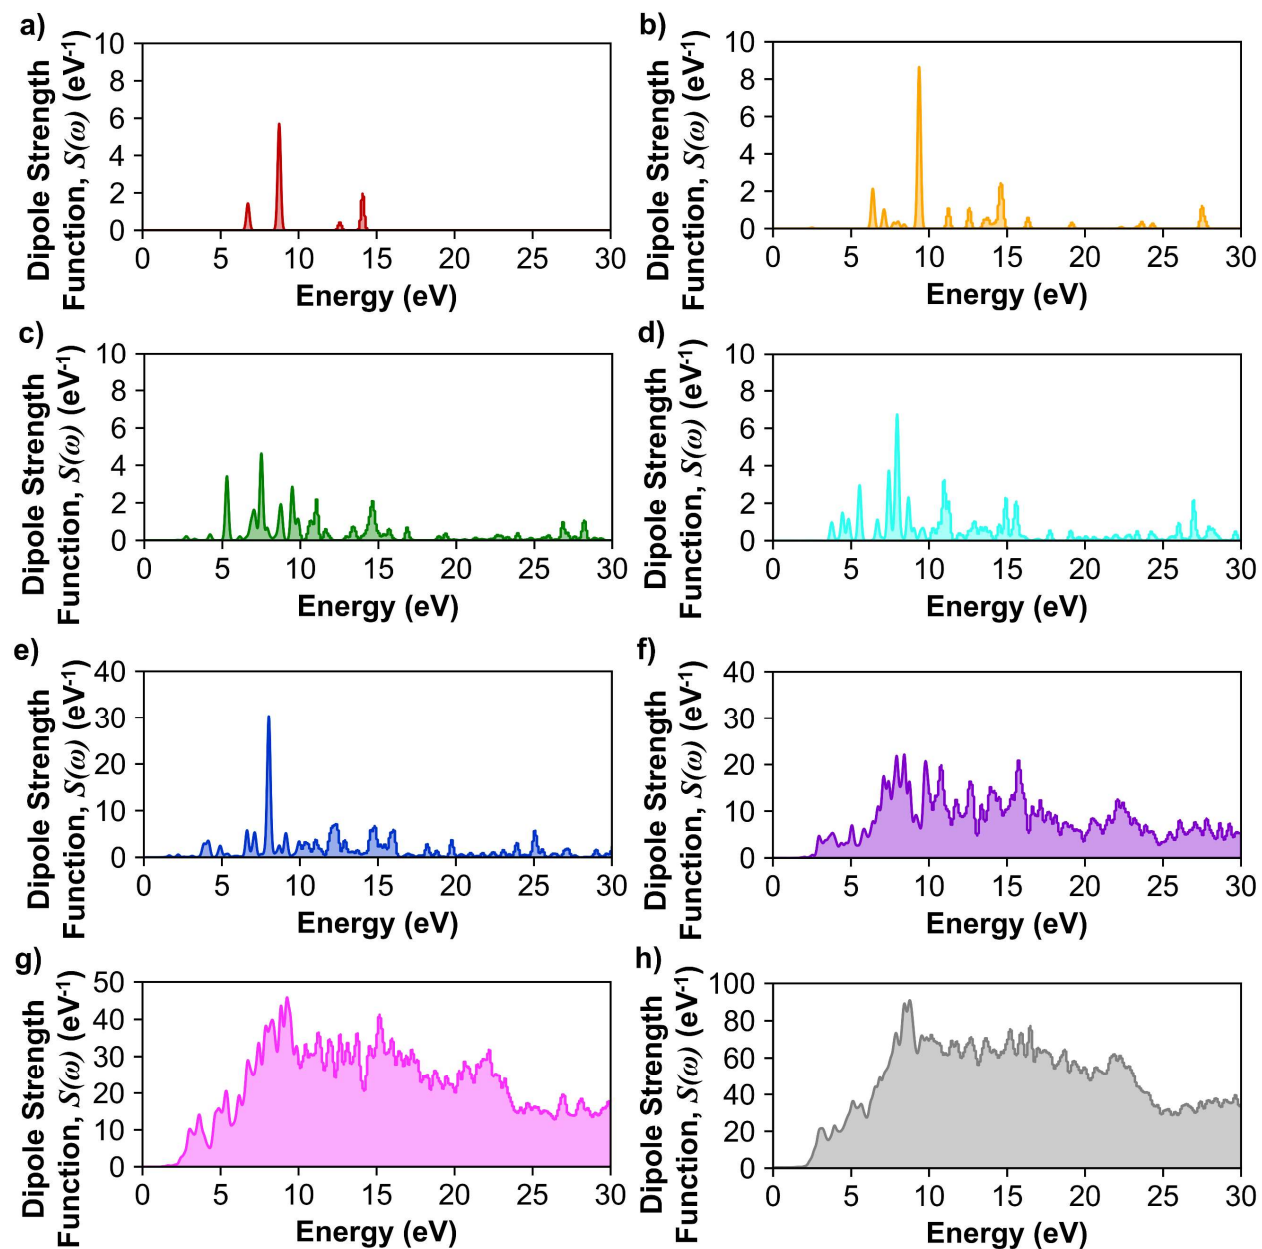 a)
Dipole Strength
Function, S(ω) (eV-1)
10
8
6
4
2
0
0 5 10 15 20 25 30
Energy (eV)
b)
Dipole Strength
Function, S(ω) (eV-1)
10
8
6
4
2
0
0 5 10 15 20 25 30
Energy (eV)
c)
Dipole Strength
Function, S(ω) (eV-1)
10
8
6
4
2
0
0 5 10 15 20 25 30
Energy (eV)
d)
Dipole Strength
Function, S(ω) (eV-1)
10
8
6
4
2
0
0 5 10 15 20 25 30
Energy (eV)
e)
Dipole Strength
Function, S(ω) (eV-1)
40
30
20
10
0
0 5 10 15 20 25 30
Energy (eV)
f)
Dipole Strength
Function, S(ω) (eV-1)
40
30
20
10
0
0 5 10 15 20 25 30
Energy (eV)
g)
Dipole Strength
Function, S(ω) (eV-1)
50
40
30
20
10
0
0 5 10 15 20 25 30
Energy (eV)
h)
Dipole Strength
Function, S(ω) (eV-1)
100
80
60
40
20
0
0 5 10 15 20 25 30
Energy (eV)